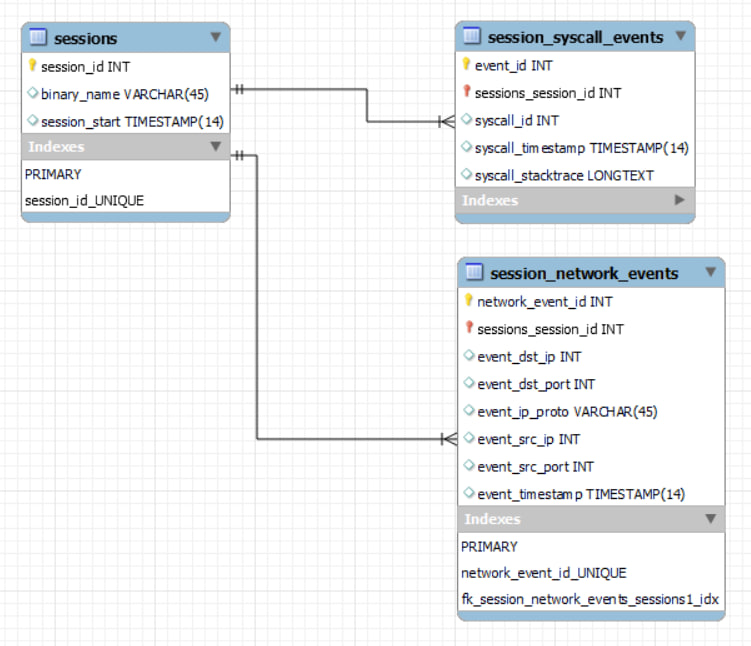 sessions
session_id INT
binary_name VARCHAR(45)
session_start TIMESTAMP(14)
Indexes
PRIMARY
session_id_UNIQUE
session_syscall_events
event_id INT
sessions_session_id INT
syscall_id INT
syscall_timestamp TIMESTAMP(14)
syscall_stacktrace LONGTEXT
Indexes
session_network_events
network_event_id INT
sessions_session_id INT
event_dst_ip INT
event_dst_port INT
event_ip_proto VARCHAR(45)
event_src_ip INT
event_src_port INT
event_timestamp TIMESTAMP(14)
Indexes
PRIMARY
network_event_id_UNIQUE
fk_session_network_events_sessions1_idx